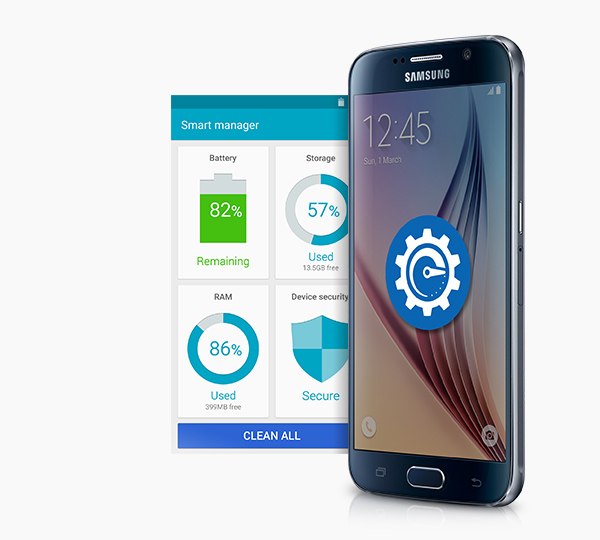 Smart manager
Battery
82%
Remaining
Storage
57%
Used
13.5GB free
RAM
86%
Used
399MB free
Device security
Secure
CLEAN ALL
SAMSUNG
12:45
Sun, 1 March